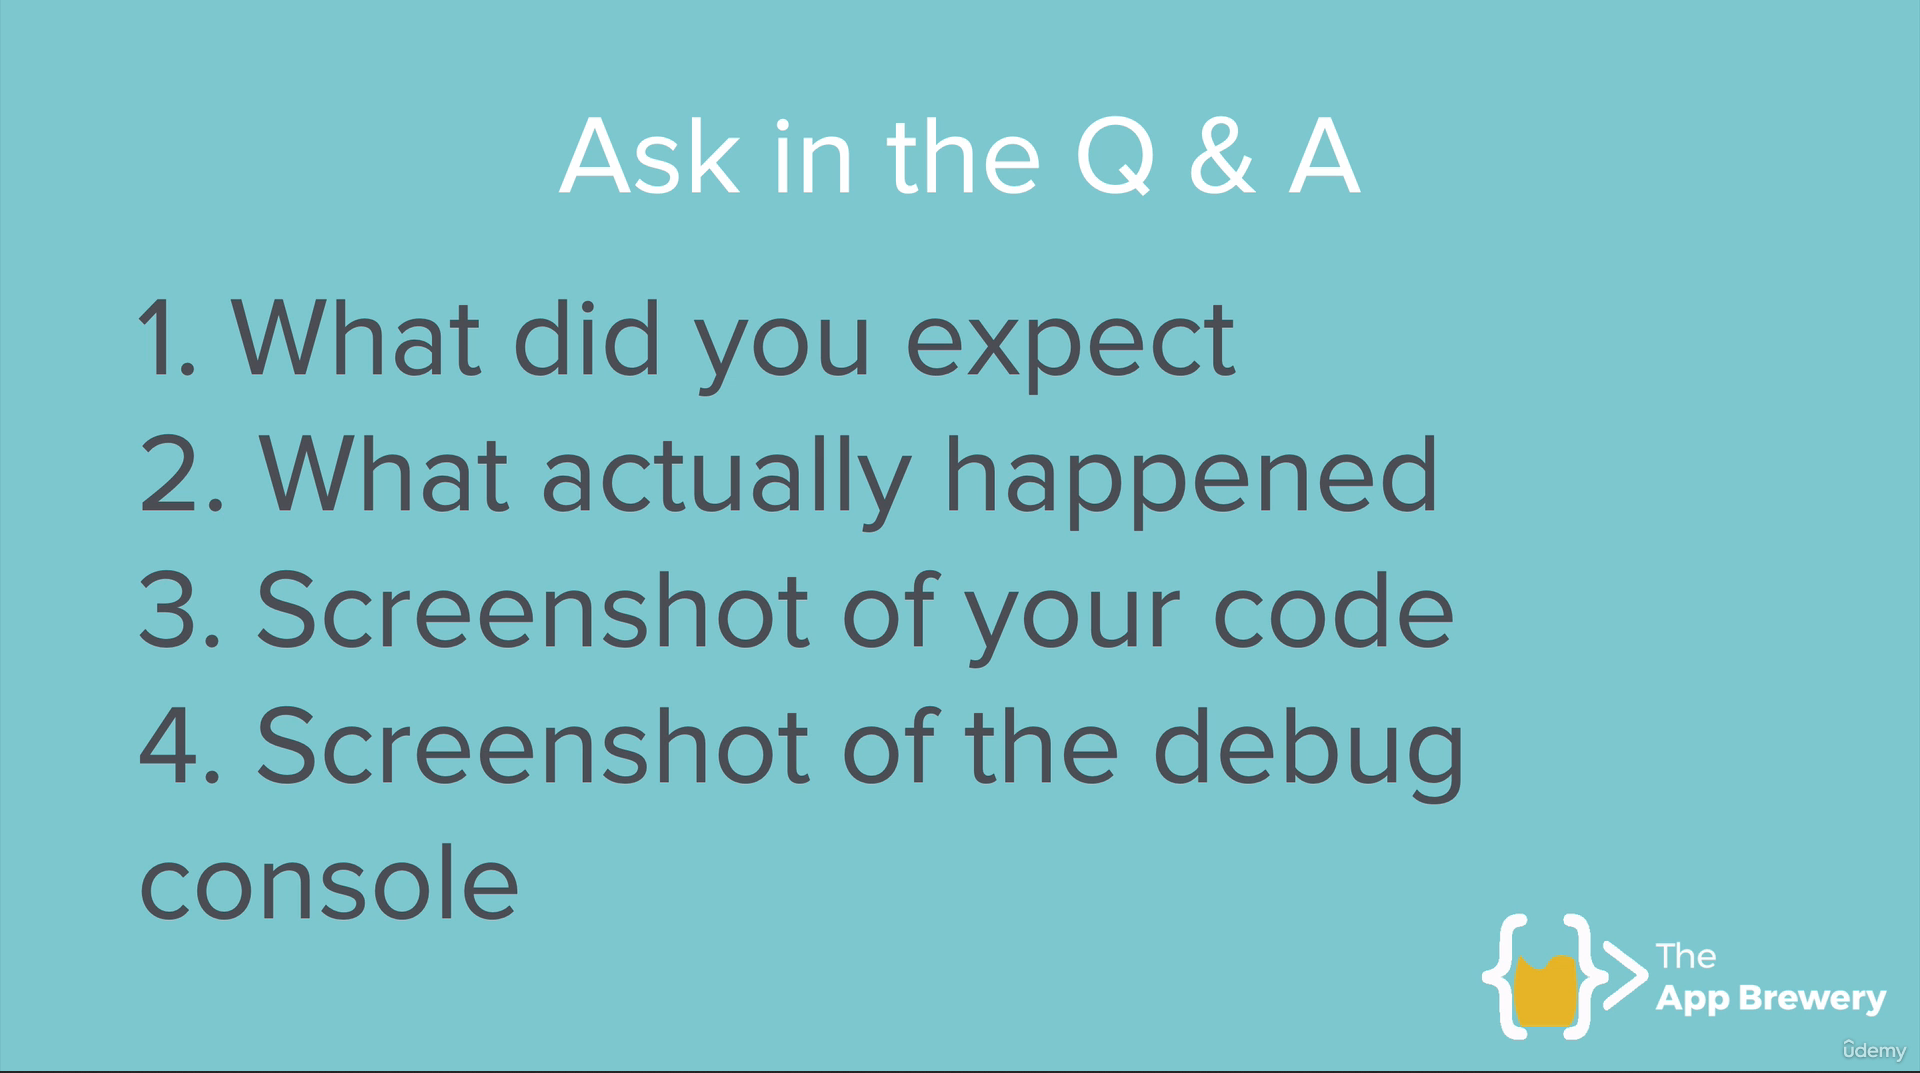 Ask in the Q & A
1. What did you expect
2. What actually happened
3. Screenshot of your code
4. Screenshot of the debug
console
The
App Brewery
ûdemy